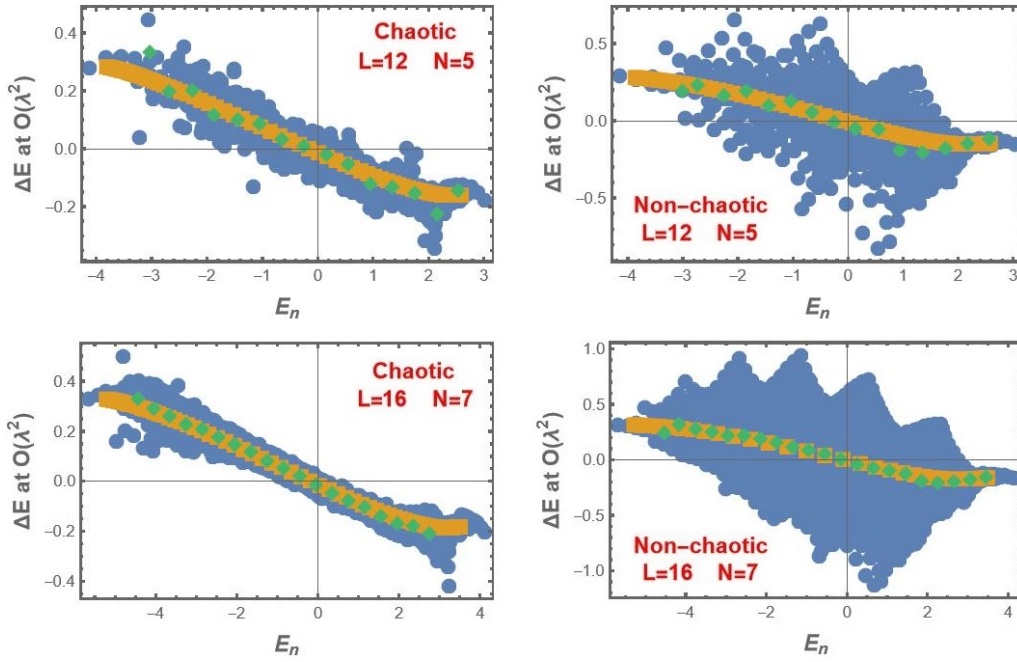 Chaotic
L=12 N=5
ΔE at O(λ²)
0.4
0.2
0.0
−0.2
−4 −3 −2 −1 0 1 2 3
Eₙ
Non−chaotic
L=12 N=5
ΔE at O(λ²)
0.5
0.0
−0.5
−4 −3 −2 −1 0 1 2 3
Eₙ
Chaotic
L=16 N=7
ΔE at O(λ²)
0.4
0.2
0.0
−0.2
−0.4
−4 −2 0 2 4
Eₙ
Non−chaotic
L=16 N=7
ΔE at O(λ²)
1.0
0.5
0.0
−0.5
−1.0
−4 −2 0 2 4
Eₙ